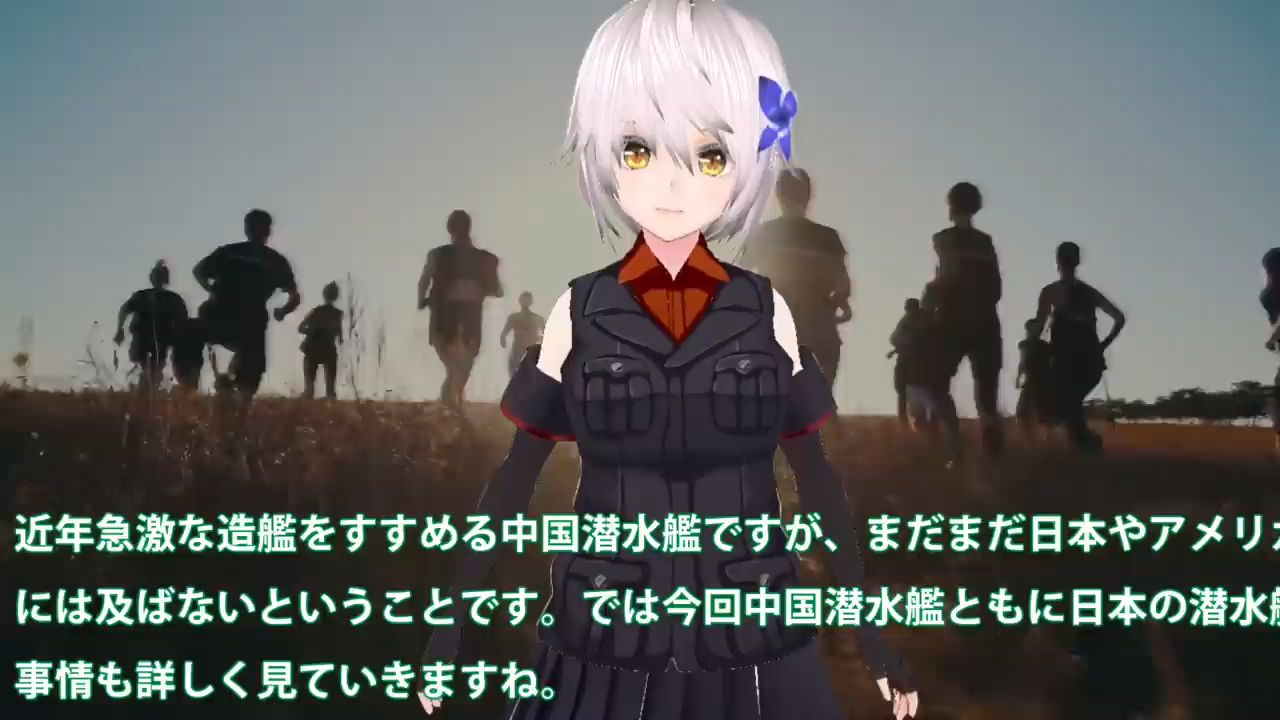 近年急激な造艦をすすめる中国潜水艦ですが、まだまだ日本やアメリカ
には及ばないということです。では今回中国潜水艦ともに日本の潜水艦
事情も詳しく見ていきますね。